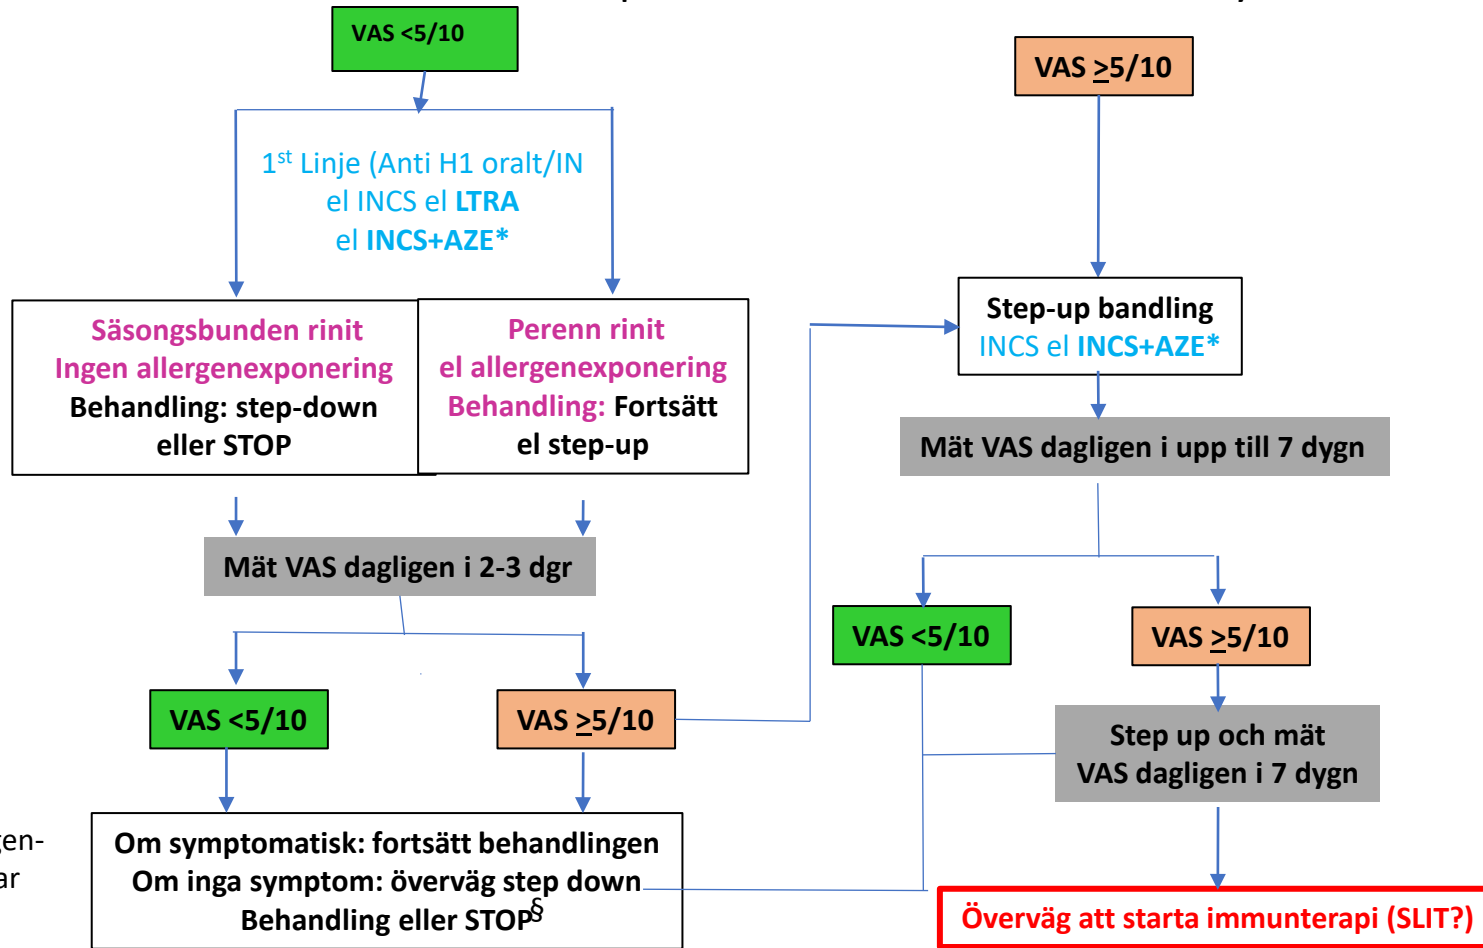 VAS <5/10
VAS ≥5/10
1st Linje (Anti H1 oralt/IN
el INCS el LTRA
el INCS+AZE*
Säsongsbunden rinit
Ingen allergenexponering
Behandling: step-down
eller STOP
Perenn rinit
el allergenexponering
Behandling: Fortsätt
el step-up
Step-up bandling
INCS el INCS+AZE*
Mät VAS dagligen i upp till 7 dygn
Mät VAS dagligen i 2-3 dgr
VAS <5/10
VAS ≥5/10
VAS <5/10
VAS ≥5/10
Step up och mät
VAS dagligen i 7 dygn
gen-
ar
Om symptomatisk: fortsätt behandlingen
Om inga symptom: överväg step down
Behandling eller STOP§
Överväg att starta immunterapi (SLIT?)